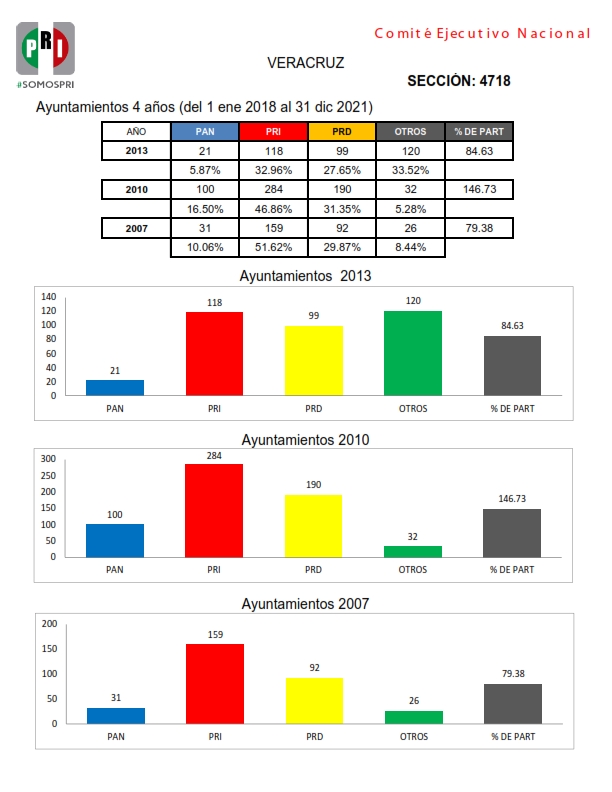 PRI
#SOMOSPRI
Comité Ejecutivo Nacional
VERACRUZ
SECCIÓN: 4718
Ayuntamientos 4 años (del 1 ene 2018 al 31 dic 2021)
AÑO PAN PRI PRD OTROS % DE PART
2013 21 118 99 120 84.63
5.87% 32.96% 27.65% 33.52%
2010 100 284 190 32 146.73
16.50% 46.86% 31.35% 5.28%
2007 31 159 92 26 79.38
10.06% 51.62% 29.87% 8.44%
Ayuntamientos 2013
140
120
100
80
60
40
20
0
21 118 99 120 84.63
PAN PRI PRD OTROS % DE PART
Ayuntamientos 2010
300
250
200
150
100
50
0
100 284 190 32 146.73
PAN PRI PRD OTROS % DE PART
Ayuntamientos 2007
200
150
100
50
0
31 159 92 26 79.38
PAN PRI PRD OTROS % DE PART